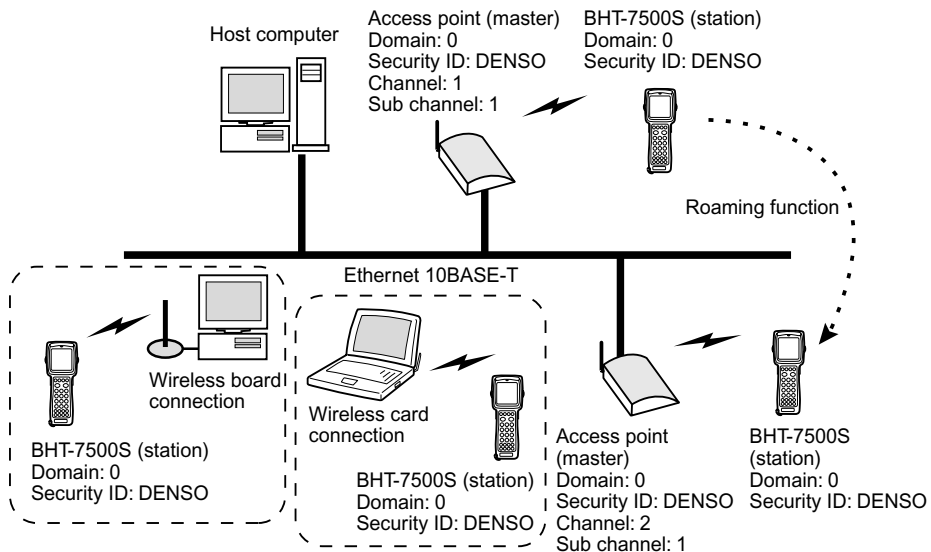 Host computer
Access point (master)
Domain: 0
Security ID: DENSO
Channel: 1
Sub channel: 1
BHT-7500S (station)
Domain: 0
Security ID: DENSO
Roaming function
Ethernet 10BASE-T
Wireless board
connection
BHT-7500S (station)
Domain: 0
Security ID: DENSO
Wireless card
connection
BHT-7500S (station)
Domain: 0
Security ID: DENSO
Access point
(master)
Domain: 0
Security ID: DENSO
Channel: 2
Sub channel: 1
BHT-7500S
(station)
Domain: 0
Security ID: DENSO